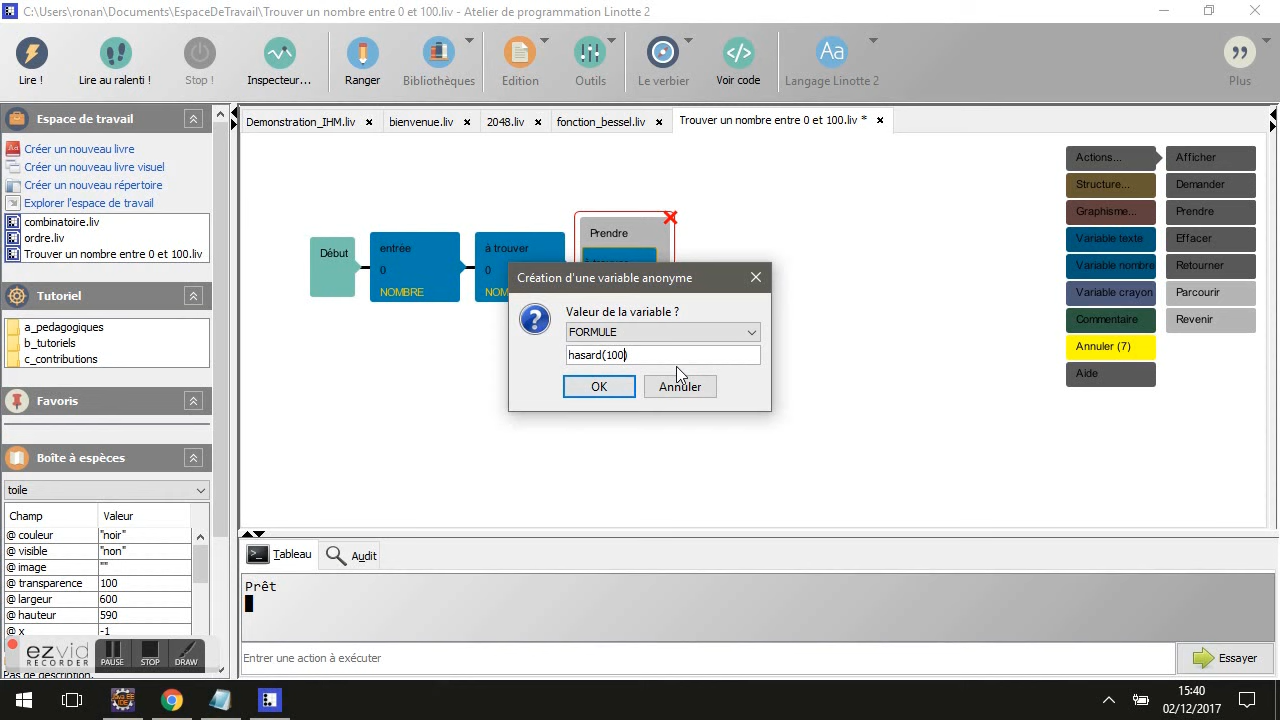 C:\Users\ronan\Documents\EspaceDeTravail\Trouver un nombre entre 0 et 100.liv - Atelier de programmation Linotte 2
Lire !
Lire au ralenti !
Stop !
Inspecteur...
Ranger
Bibliothèques
Edition
Outils
Le verbier
Voir code
Langage Linotte 2
Plus
Espace de travail
Créer un nouveau livre
Créer un nouveau livre visuel
Créer un nouveau répertoire
Explorer l'espace de travail
combinatoire.liv
ordre.liv
Trouver un nombre entre 0 et 100.liv
Tutoriel
a_pedagogiques
b_tutoriels
c_contributions
Favoris
Boîte à espèces
toile
Champ Valeur
@ couleur "noir"
@ visible "non"
@ image ""
@ transparence 100
@ largeur 600
@ hauteur 590
@ x -1
ezvid
RECORDER
PAUSE
STOP
DRAW
Pas de description.
Demonstration_IHM.liv
bienvenue.liv
2048.liv
fonction_bessel.liv
Trouver un nombre entre 0 et 100.liv *
Début
entrée
0
NOMBRE
à trouver
0
Prendre
Création d'une variable anonyme
Valeur de la variable ?
FORMULE
hasard(100)
OK
Annuler
Actions...
Structure...
Graphisme...
Variable texte
Variable nombre
Variable crayon
Commentaire
Annuler (7)
Aide
Afficher
Demander
Prendre
Effacer
Retourner
Parcourir
Revenir
Tableau
Audit
Prêt
Entrer une action à exécuter
Essayer
15:40
02/12/2017